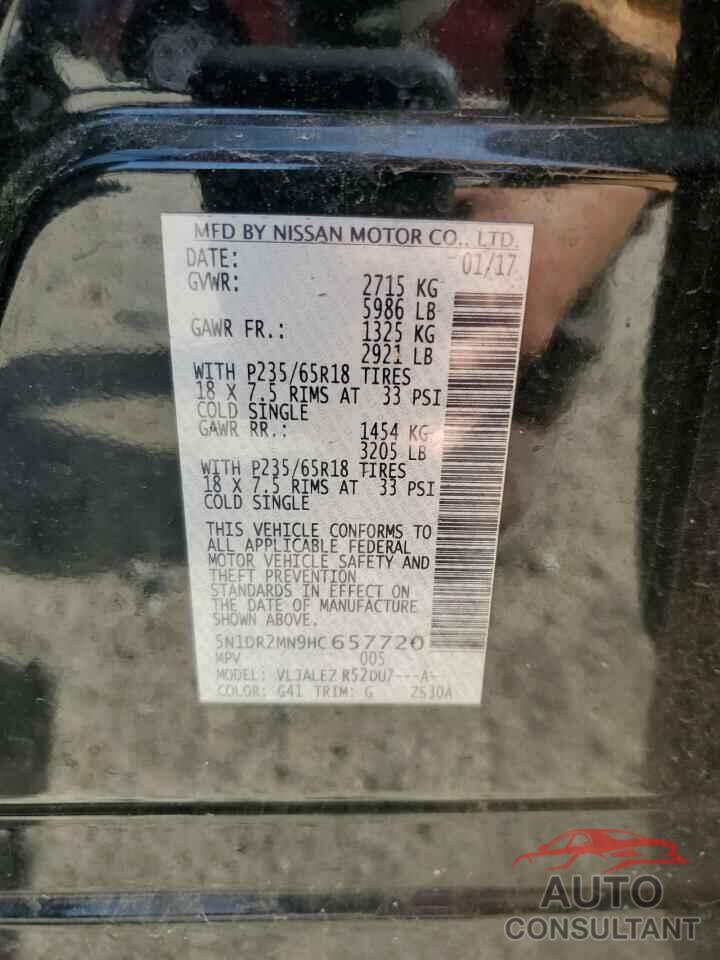 MFD BY NISSAN MOTOR CO., LTD.
DATE: 01/17
GVWR: 2715 KG
5986 LB
GAWR FR.: 1325 KG
2921 LB
WITH P235/65R18 TIRES
18 X 7.5 RIMS AT 33 PSI
COLD SINGLE
GAWR RR.: 1454 KG
3205 LB
WITH P235/65R18 TIRES
18 X 7.5 RIMS AT 33 PSI
COLD SINGLE
THIS VEHICLE CONFORMS TO
ALL APPLICABLE FEDERAL
MOTOR VEHICLE SAFETY AND
THEFT PREVENTION
STANDARDS IN EFFECT ON
THE DATE OF MANUFACTURE
SHOWN ABOVE.
5N1DR2MN9HC657720
MPV 005
MODEL: VLJALEZ R52DU7---A-
COLOR: G41 TRIM: G ZS30A
AUTO
CONSULTANT